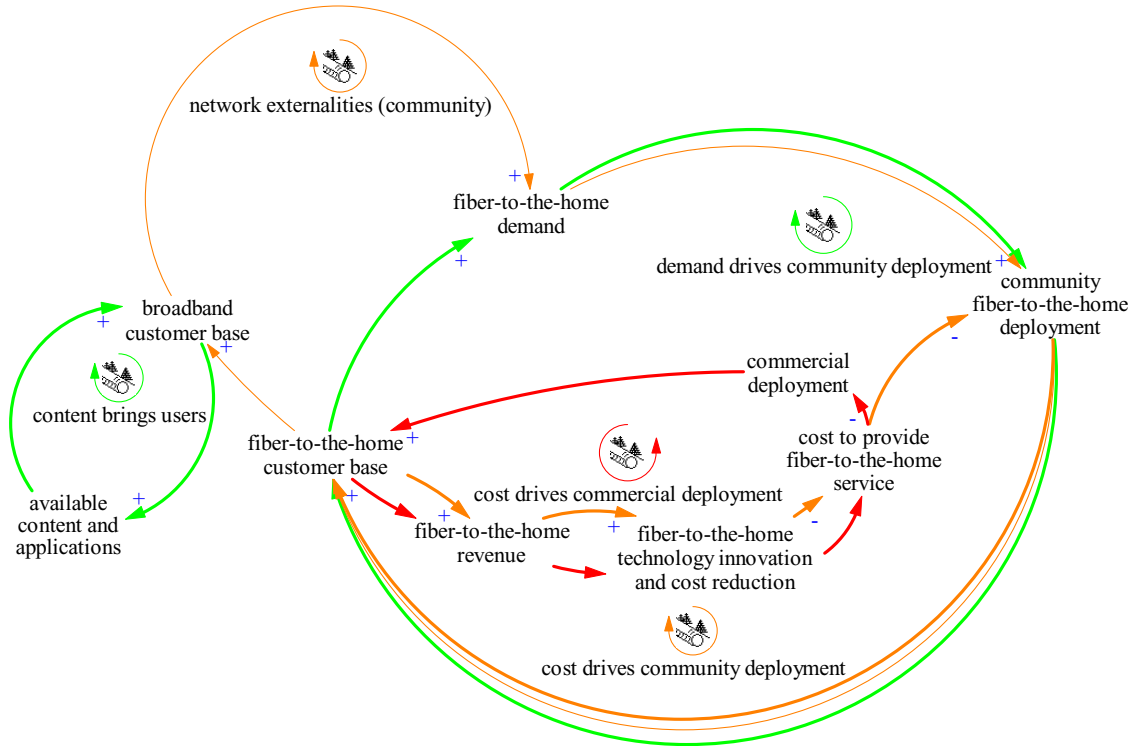 network externalities (community)
+
fiber-to-the-home
demand
+
demand drives community deployment
+
community
fiber-to-the-home
deployment
-
broadband
customer base
+
+
content brings users
+
available
content and
applications
commercial
deployment
-
cost to provide
fiber-to-the-home
service
-
fiber-to-the-home
customer base
+
+
cost drives commercial deployment
+
fiber-to-the-home
revenue
+
fiber-to-the-home
technology innovation
and cost reduction
cost drives community deployment